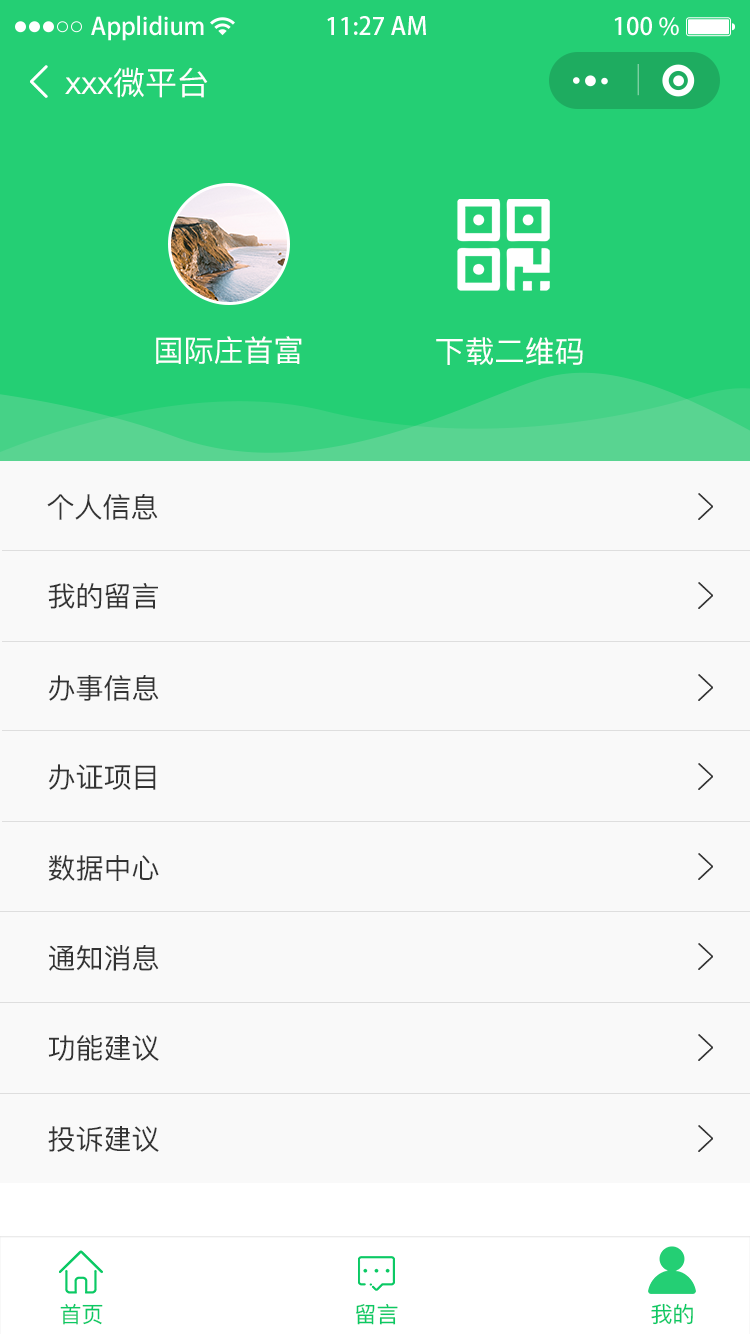 Applidium 11:27 AM 100 %
xxx微平台
国际庄首富 下载二维码
个人信息
我的留言
办事信息
办证项目
数据中心
通知消息
功能建议
投诉建议
首页 留言 我的